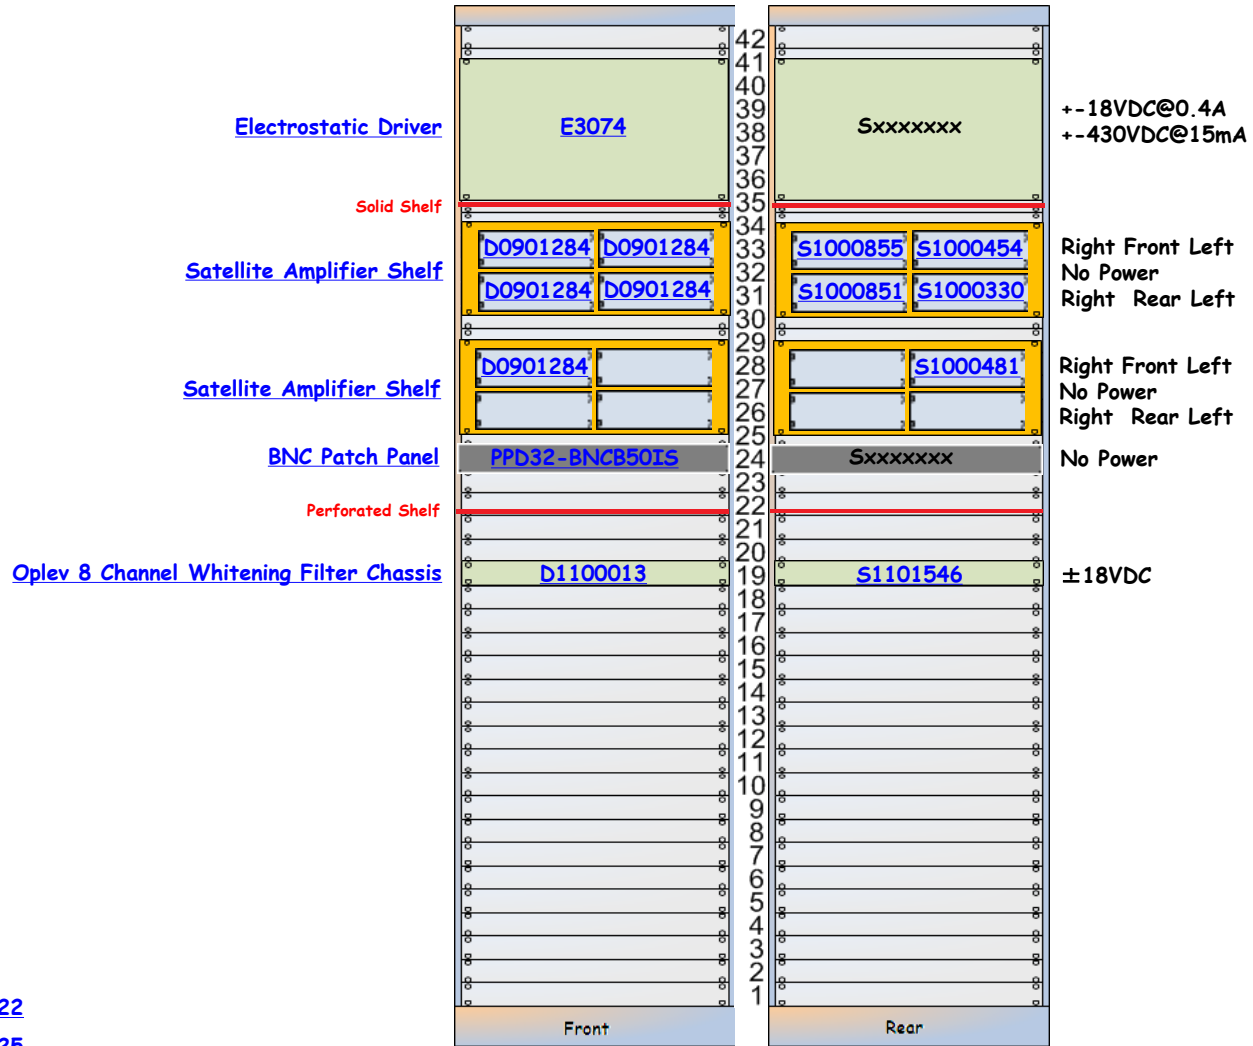 42
41
40
Electrostatic Driver E3074 39 Sxxxxxxx +-18VDC@0.4A
38 +-430VDC@15mA
37
36
Solid Shelf 35
34
D0901284 D0901284 33 S1000855 S1000454 Right Front Left
Satellite Amplifier Shelf 32 No Power
D0901284 D0901284 31 S1000851 S1000330 Right Rear Left
30
29
D0901284 28 S1000481 Right Front Left
Satellite Amplifier Shelf 27 No Power
26 Right Rear Left
25
BNC Patch Panel PPD32-BNCB50IS 24 Sxxxxxxx No Power
23
Perforated Shelf 22
21
20
Oplev 8 Channel Whitening Filter Chassis D1100013 19 S1101546 ±18VDC
18
17
16
15
14
13
12
11
10
9
8
7
6
5
4
3
2
1
22
Front Rear
25